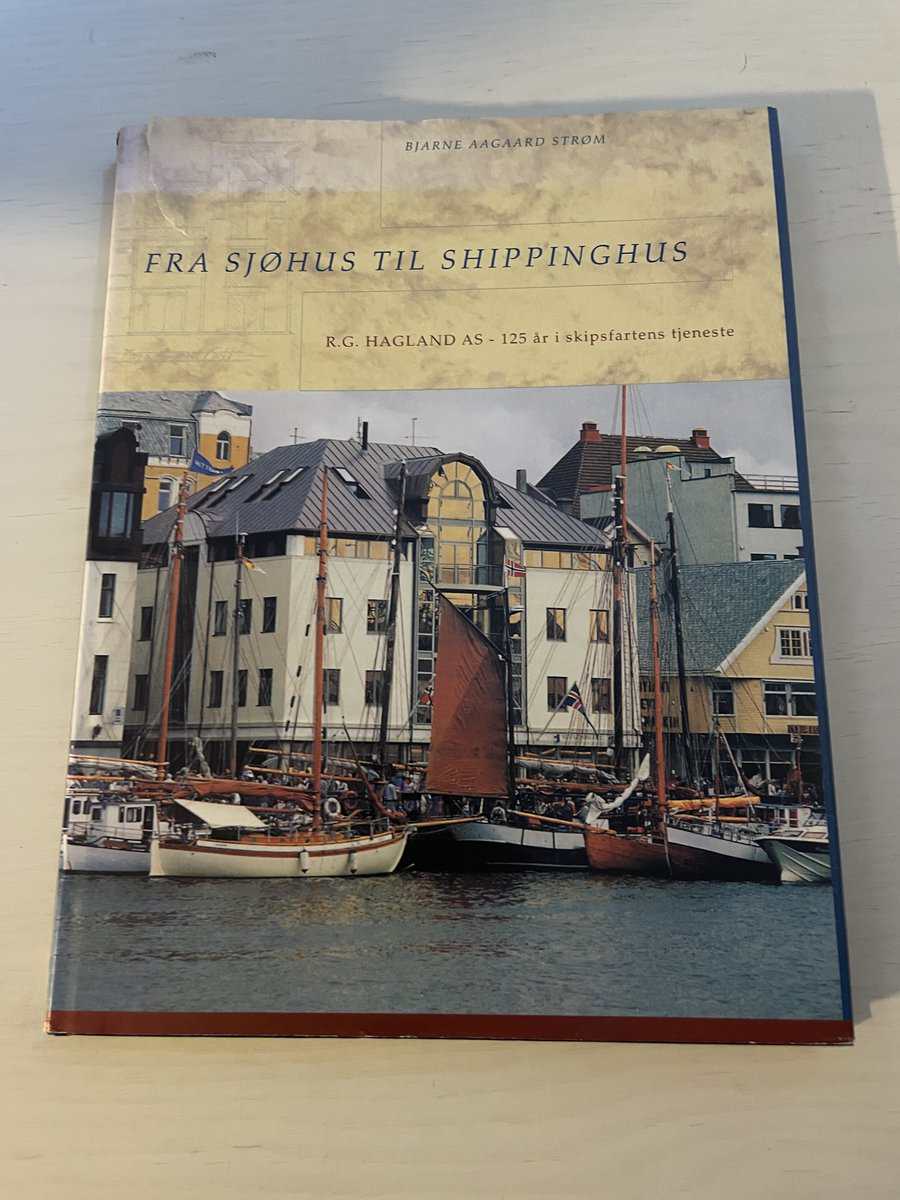 BJARNE AAGAARD STRØM
FRA SJØHUS TIL SHIPPINGHUS
R.G. HAGLAND AS - 125 år i skipsfartens tjeneste